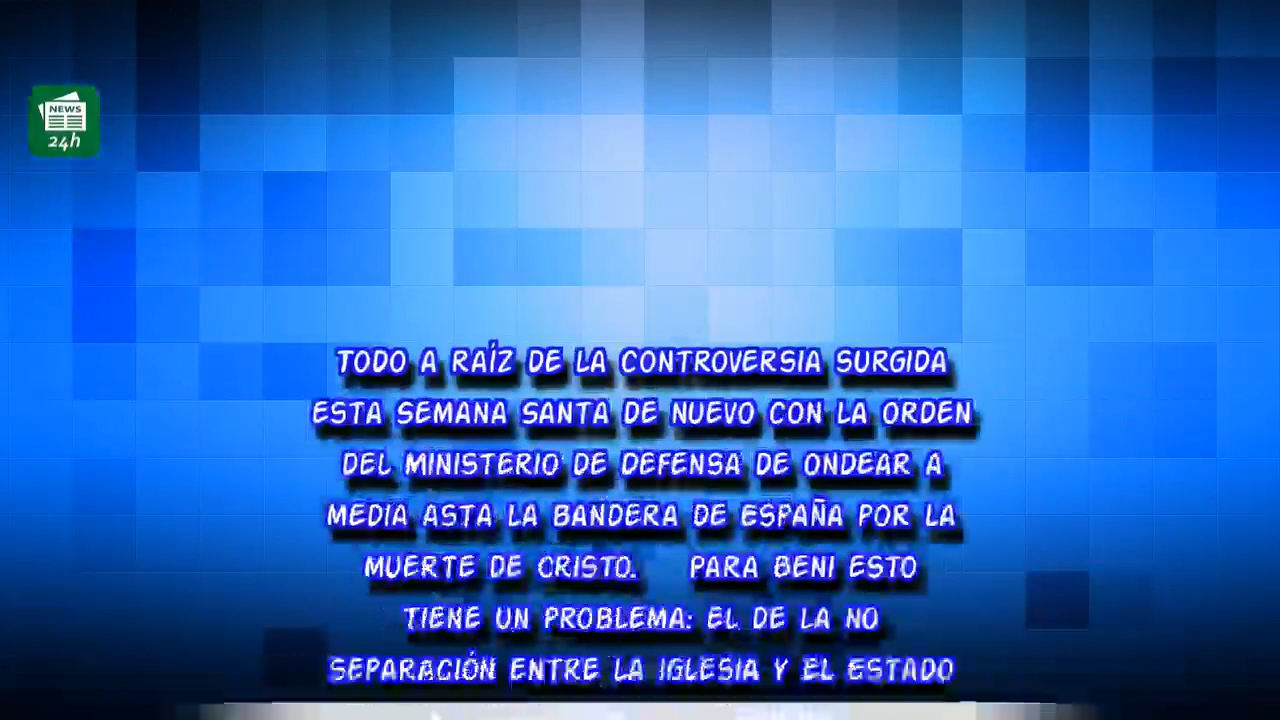 NEWS
24h
TODO A RAÍZ DE LA CONTROVERSIA SURGIDA
ESTA SEMANA SANTA DE NUEVO CON LA ORDEN
DEL MINISTERIO DE DEFENSA DE ONDEAR A
MEDIA ASTA LA BANDERA DE ESPAÑA POR LA
MUERTE DE CRISTO. PARA BENI ESTO
TIENE UN PROBLEMA: EL DE LA NO
SEPARACIÓN ENTRE LA IGLESIA Y EL ESTADO